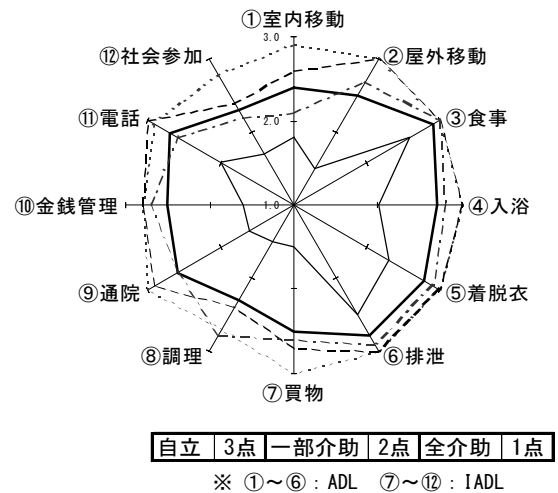 ①室内移動
②屋外移動
③食事
④入浴
⑤着脱衣
⑥排泄
⑦買物
⑧調理
⑨通院
⑩金銭管理
⑪電話
⑫社会参加
3.0
2.0
1.0
自立 3点 一部介助 2点 全介助 1点
※ ①～⑥：ADL ⑦～⑫：IADL